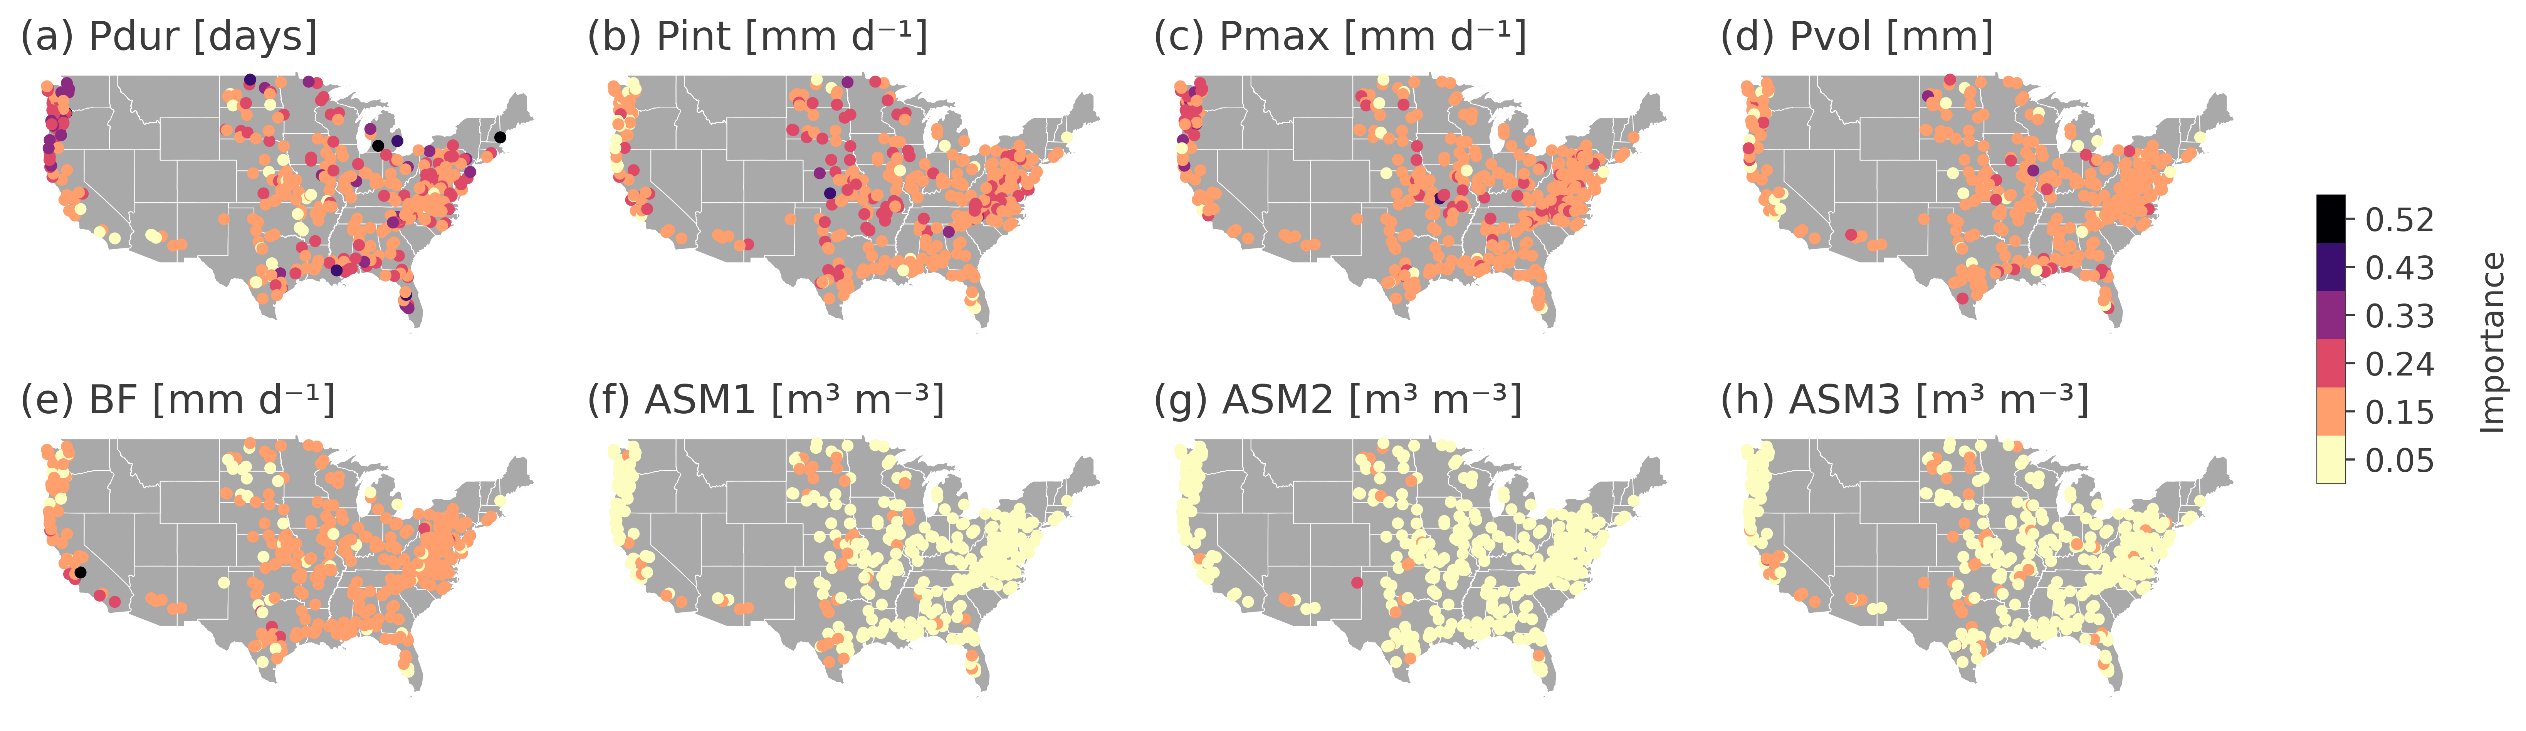 (a) Pdur [days]
(b) Pint [mm d⁻¹]
(c) Pmax [mm d⁻¹]
(d) Pvol [mm]
(e) BF [mm d⁻¹]
(f) ASM1 [m³ m⁻³]
(g) ASM2 [m³ m⁻³]
(h) ASM3 [m³ m⁻³]
0.52
0.43
0.33
0.24
0.15
0.05
Importance